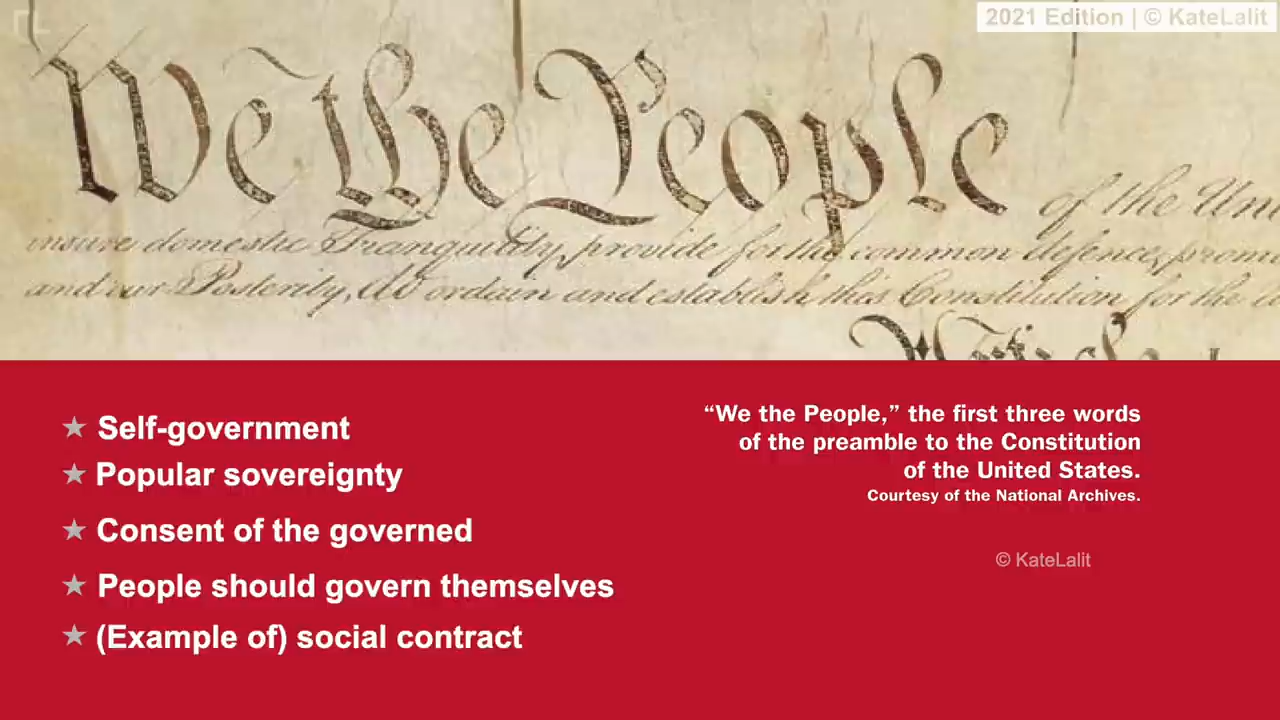 2021 Edition | © KateLalit
We the People of the Un
insure domestic Tranquility, provide for the common defence, promo
and our Posterity, do ordain and establish this Constitution for the U
★ Self-government
★ Popular sovereignty
★ Consent of the governed
★ People should govern themselves
★ (Example of) social contract
“We the People,” the first three words
of the preamble to the Constitution
of the United States.
Courtesy of the National Archives.
© KateLalit